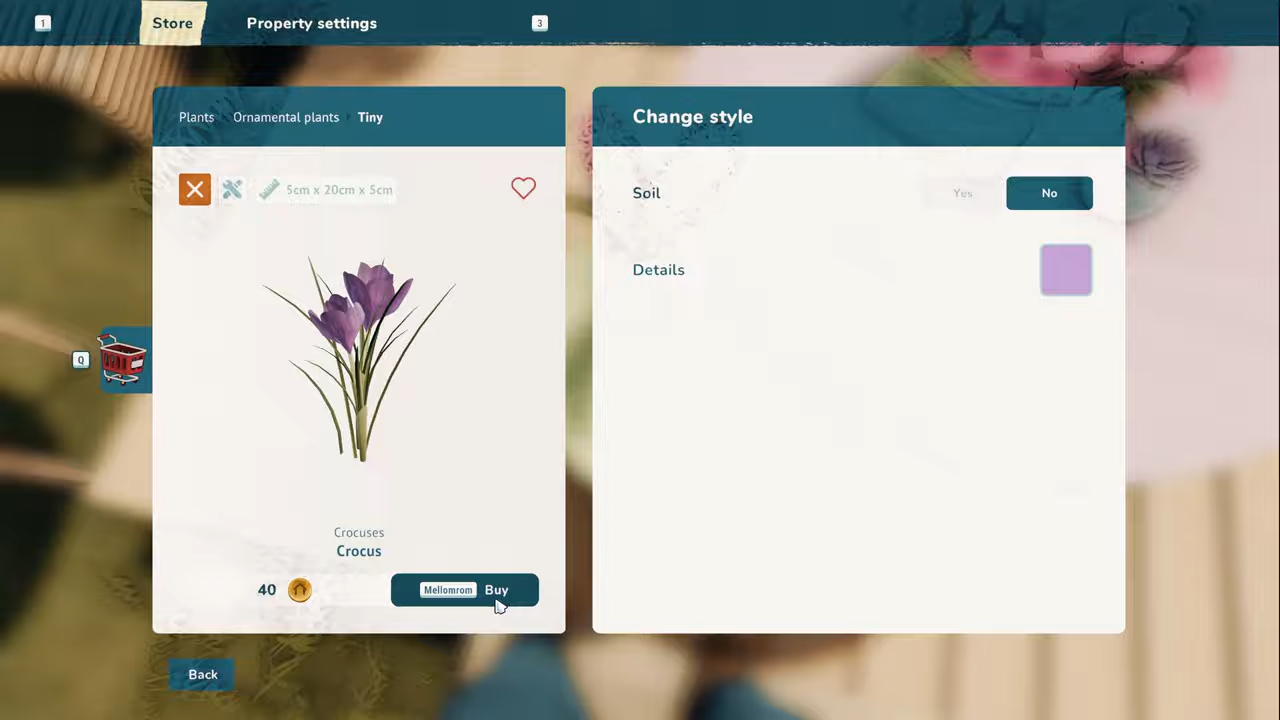 1
Store
Property settings
3
Plants Ornamental plants Tiny
5cm x 20cm x 5cm
Q
Crocuses
Crocus
40
Mellomrom Buy
Change style
Soil
Yes
No
Details
Back